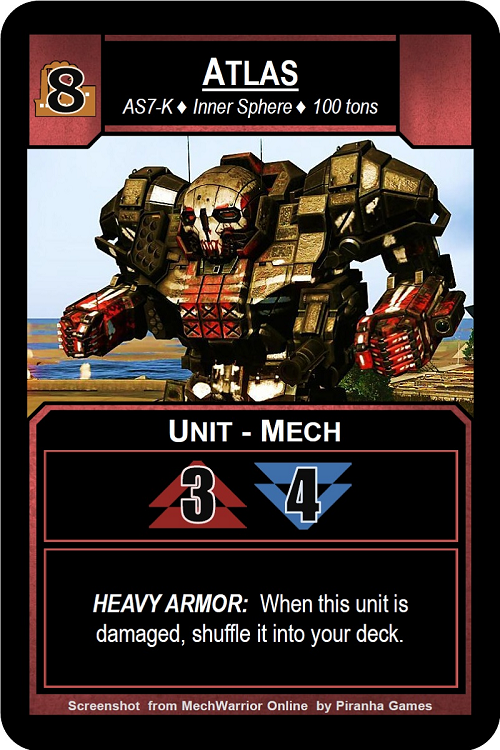 8
ATLAS
AS7-K ♦ Inner Sphere ♦ 100 tons
UNIT - MECH
3 4
HEAVY ARMOR: When this unit is
damaged, shuffle it into your deck.
Screenshot from MechWarrior Online by Piranha Games